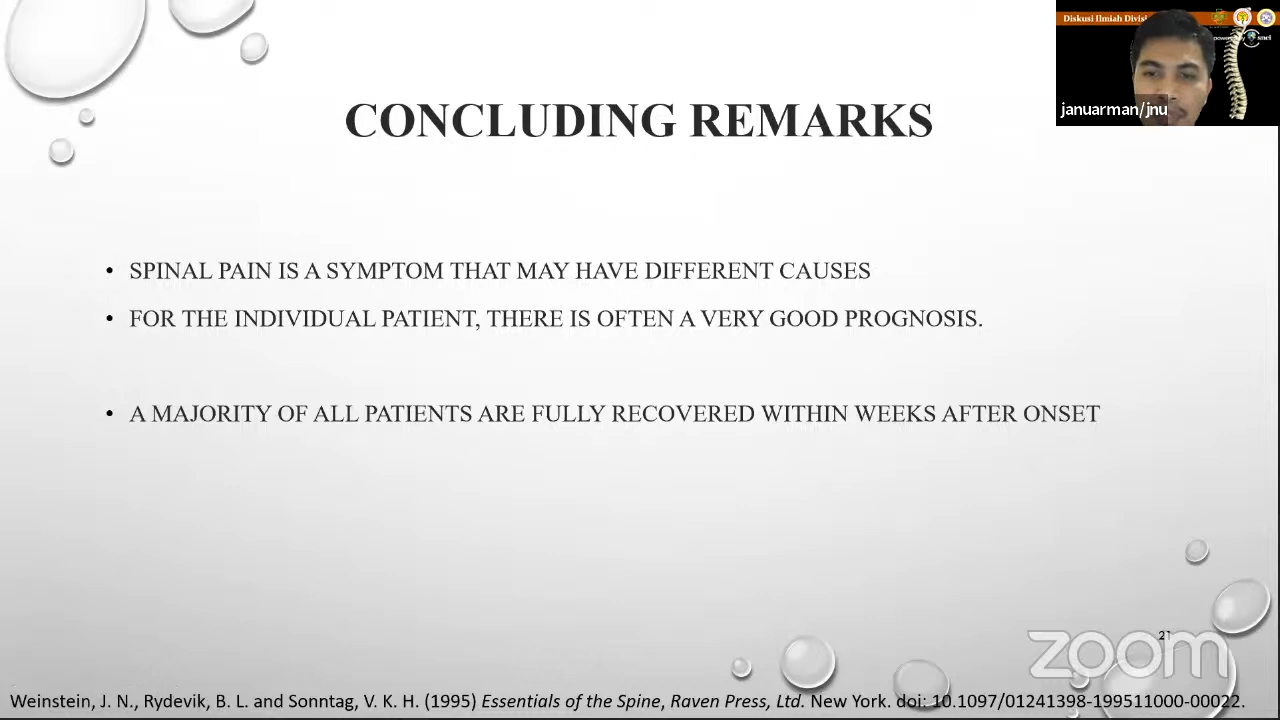 Diskusi Ilmiah Divisi
powered by
januarman/jnu
CONCLUDING REMARKS
• SPINAL PAIN IS A SYMPTOM THAT MAY HAVE DIFFERENT CAUSES
• FOR THE INDIVIDUAL PATIENT, THERE IS OFTEN A VERY GOOD PROGNOSIS.
• A MAJORITY OF ALL PATIENTS ARE FULLY RECOVERED WITHIN WEEKS AFTER ONSET
21
zoom
Weinstein, J. N., Rydevik, B. L. and Sonntag, V. K. H. (1995) Essentials of the Spine, Raven Press, Ltd. New York. doi: 10.1097/01241398-199511000-00022.